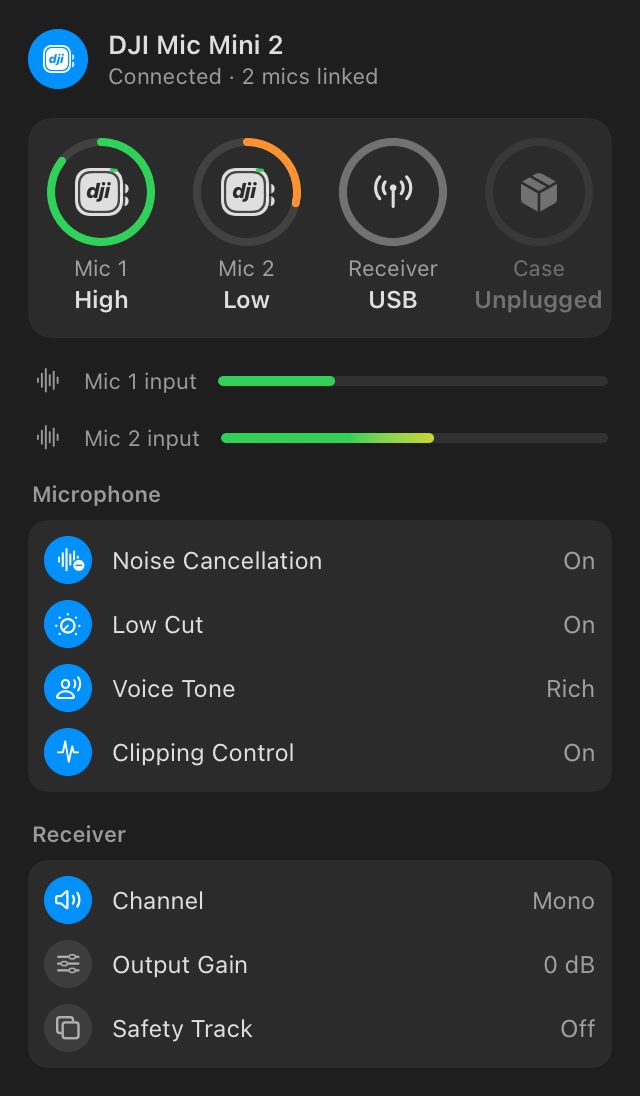 dji
DJI Mic Mini 2
Connected · 2 mics linked
dji
dji
Mic 1
Mic 2
Receiver
Case
High
Low
USB
Unplugged
Mic 1 input
Mic 2 input
Microphone
Noise Cancellation On
Low Cut On
Voice Tone Rich
Clipping Control On
Receiver
Channel Mono
Output Gain 0 dB
Safety Track Off